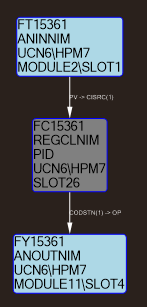 FT15361
ANINNIM
UCN6\HPM7
MODULE2\SLOT1
PV -> CISRC(1)
FC15361
REGCLNIM
PID
UCN6\HPM7
SLOT26
CODSTN(1) -> OP
FY15361
ANOUTNIM
UCN6\HPM7
MODULE11\SLOT4